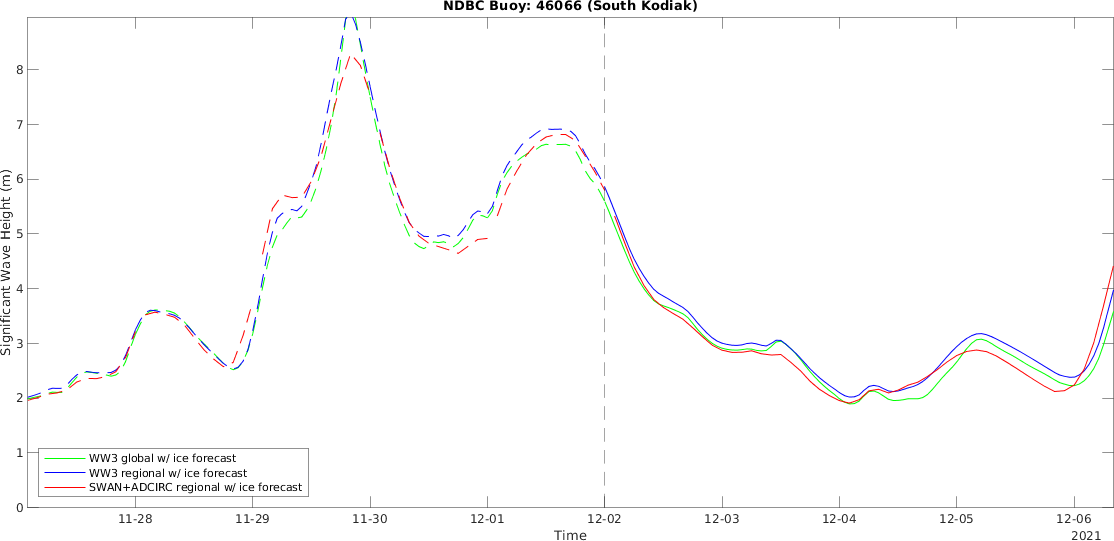 NDBC Buoy: 46066 (South Kodiak)
Significant Wave Height (m)
8
7
6
5
4
3
2
1
0
WW3 global w/ ice forecast
WW3 regional w/ ice forecast
SWAN+ADCIRC regional w/ ice forecast
11-28 11-29 11-30 12-01 12-02 12-03 12-04 12-05 12-06
Time
2021